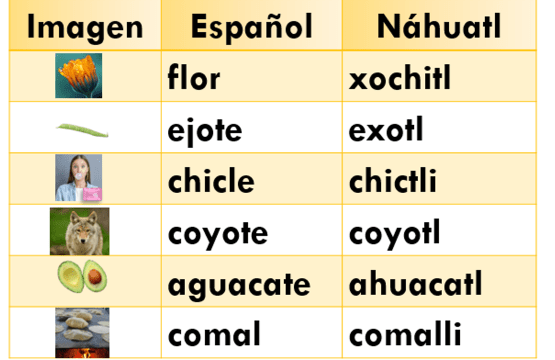 Imagen Español Náhuatl
flor xochitl
ejote exotl
chicle chictli
coyote coyotl
aguacate ahuacatl
comal comalli